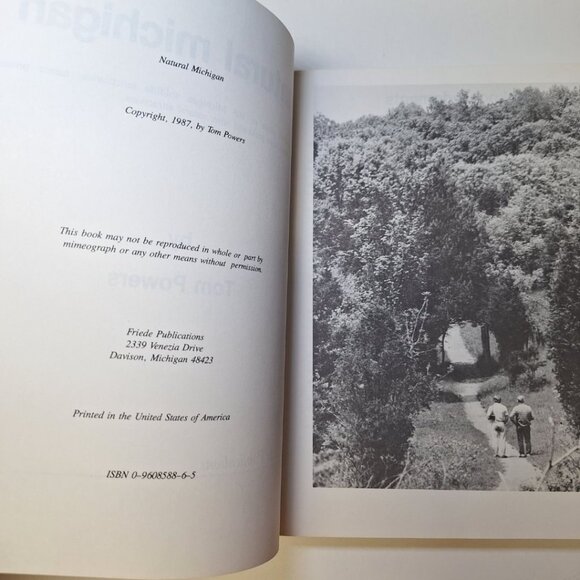 Natural Michigan
Copyright, 1987, by Tom Powers
This book may not be reproduced in whole or part by
mimeograph or any other means without permission.
Friede Publications
2339 Venezia Drive
Davison, Michigan 48423
Printed in the United States of America
ISBN 0-9608588-6-5